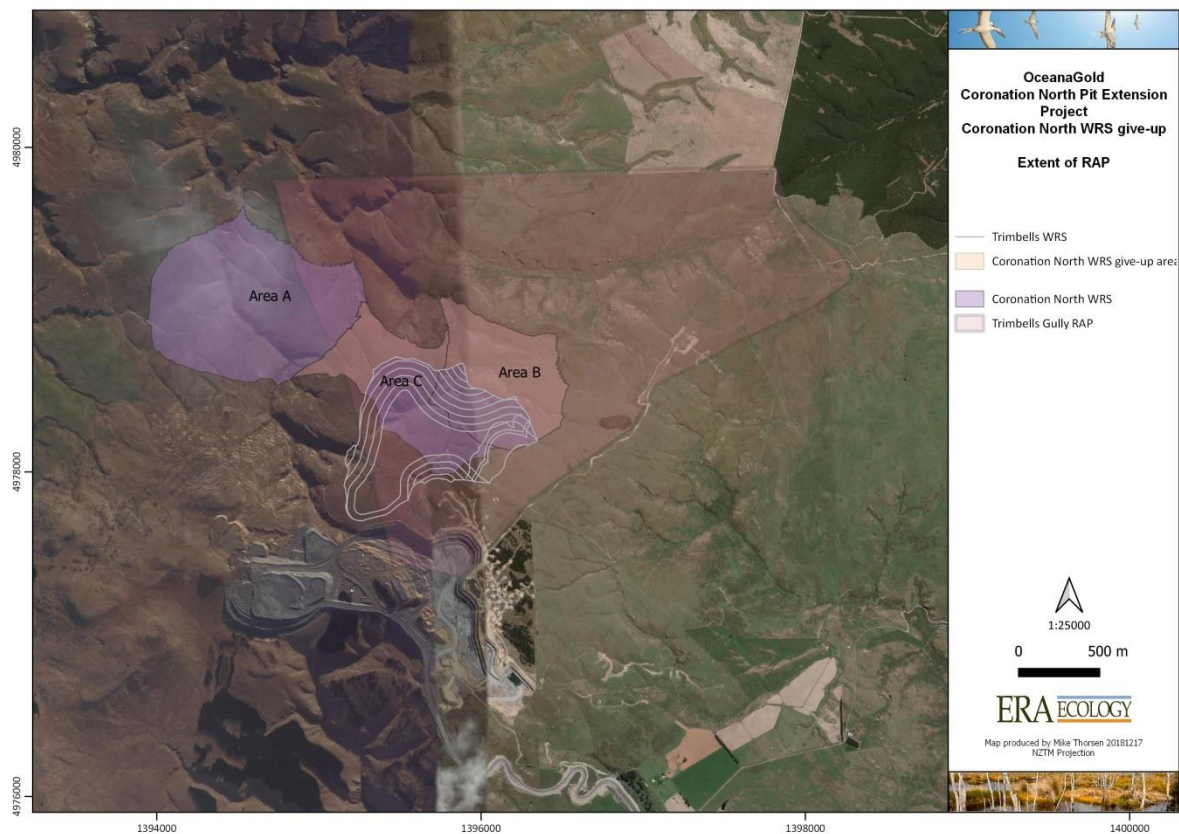 OceanaGold
Coronation North Pit Extension
Project
Coronation North WRS give-up
Extent of RAP
Trimbells WRS
Coronation North WRS give-up area
Coronation North WRS
Trimbells Gully RAP
1:25000
0 500 m
ERA ECOLOGY
Map produced by Mike Thorsen 20181217
NZTM Projection
4980000
4978000
4976000
Area A
Area B
Area C
1394000 1396000 1398000 1400000